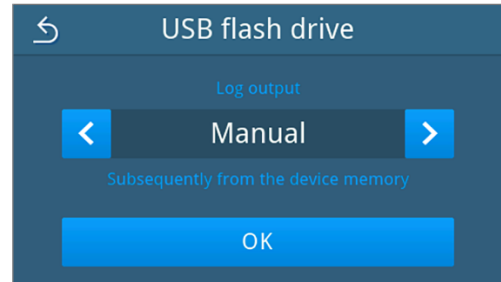 USB flash drive
Log output
Manual
Subsequently from the device memory
OK